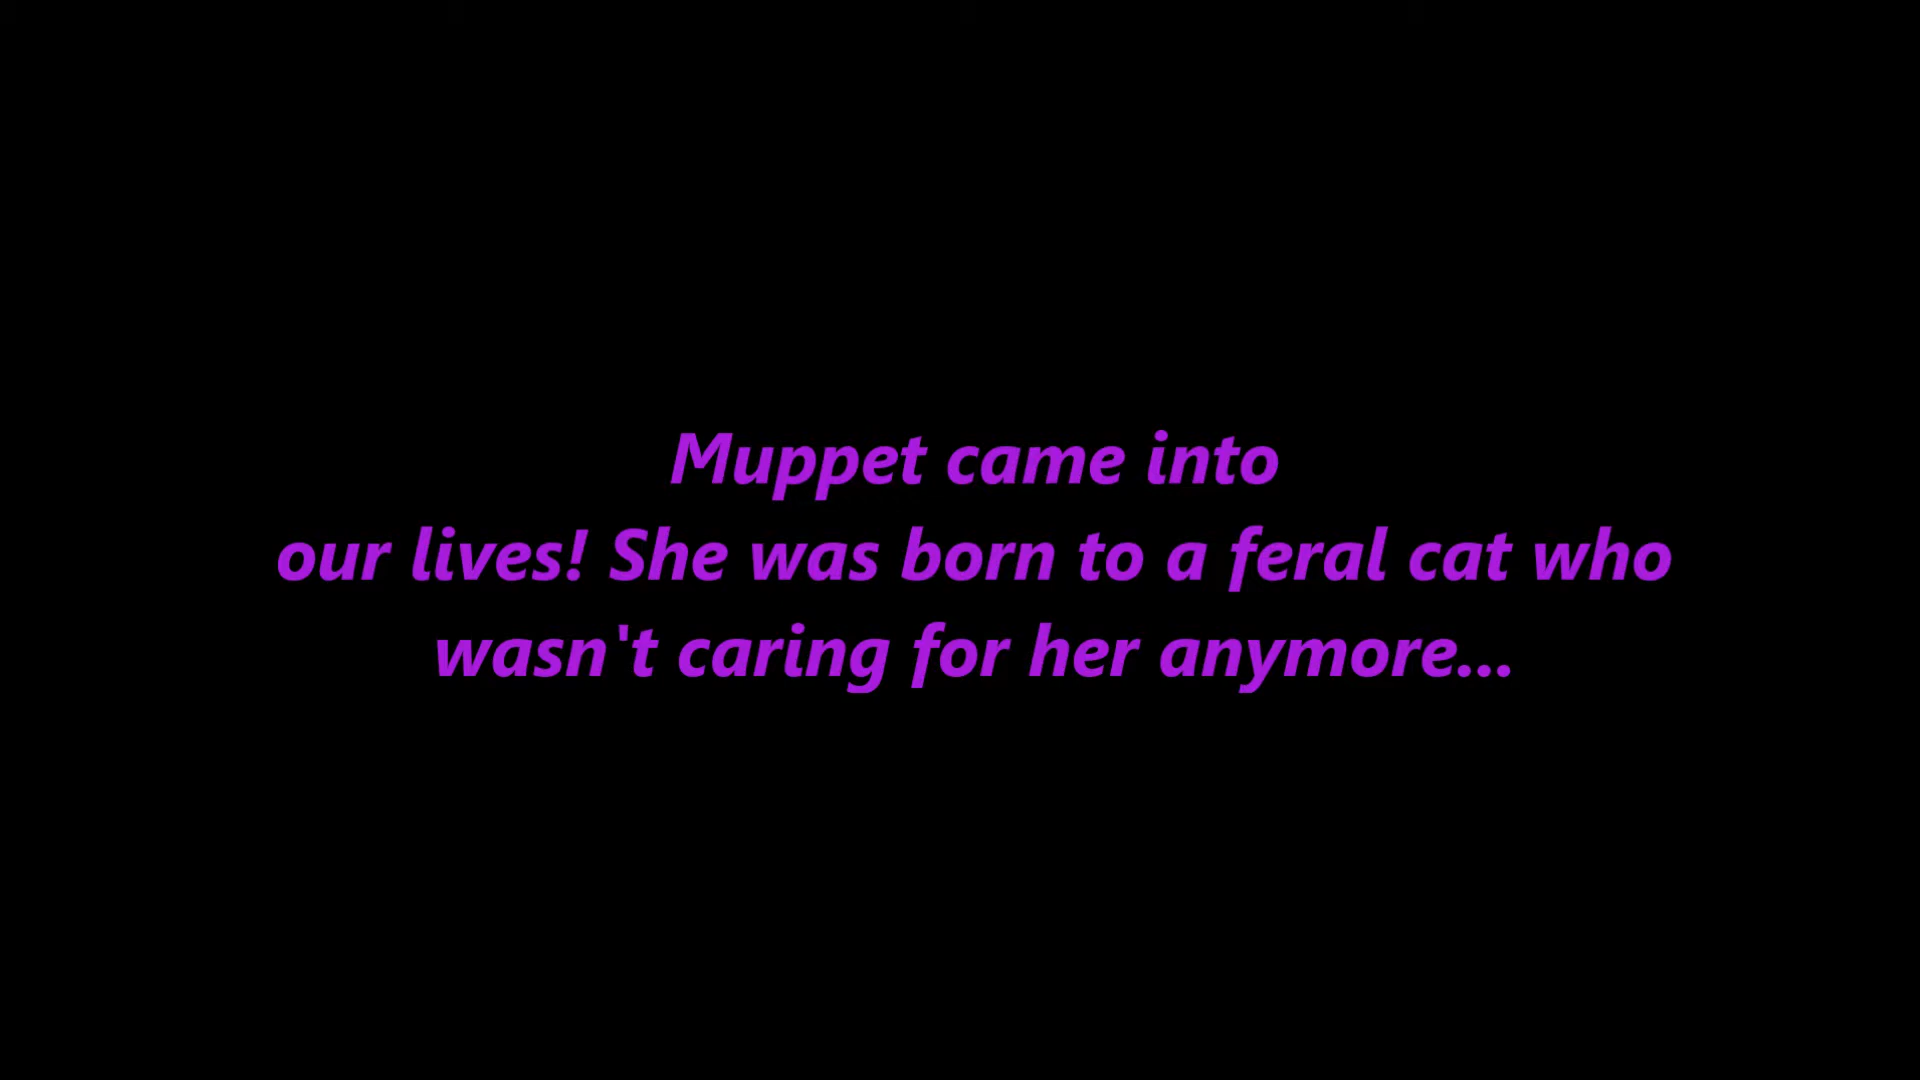 Muppet came into
our lives! She was born to a feral cat who
wasn't caring for her anymore...